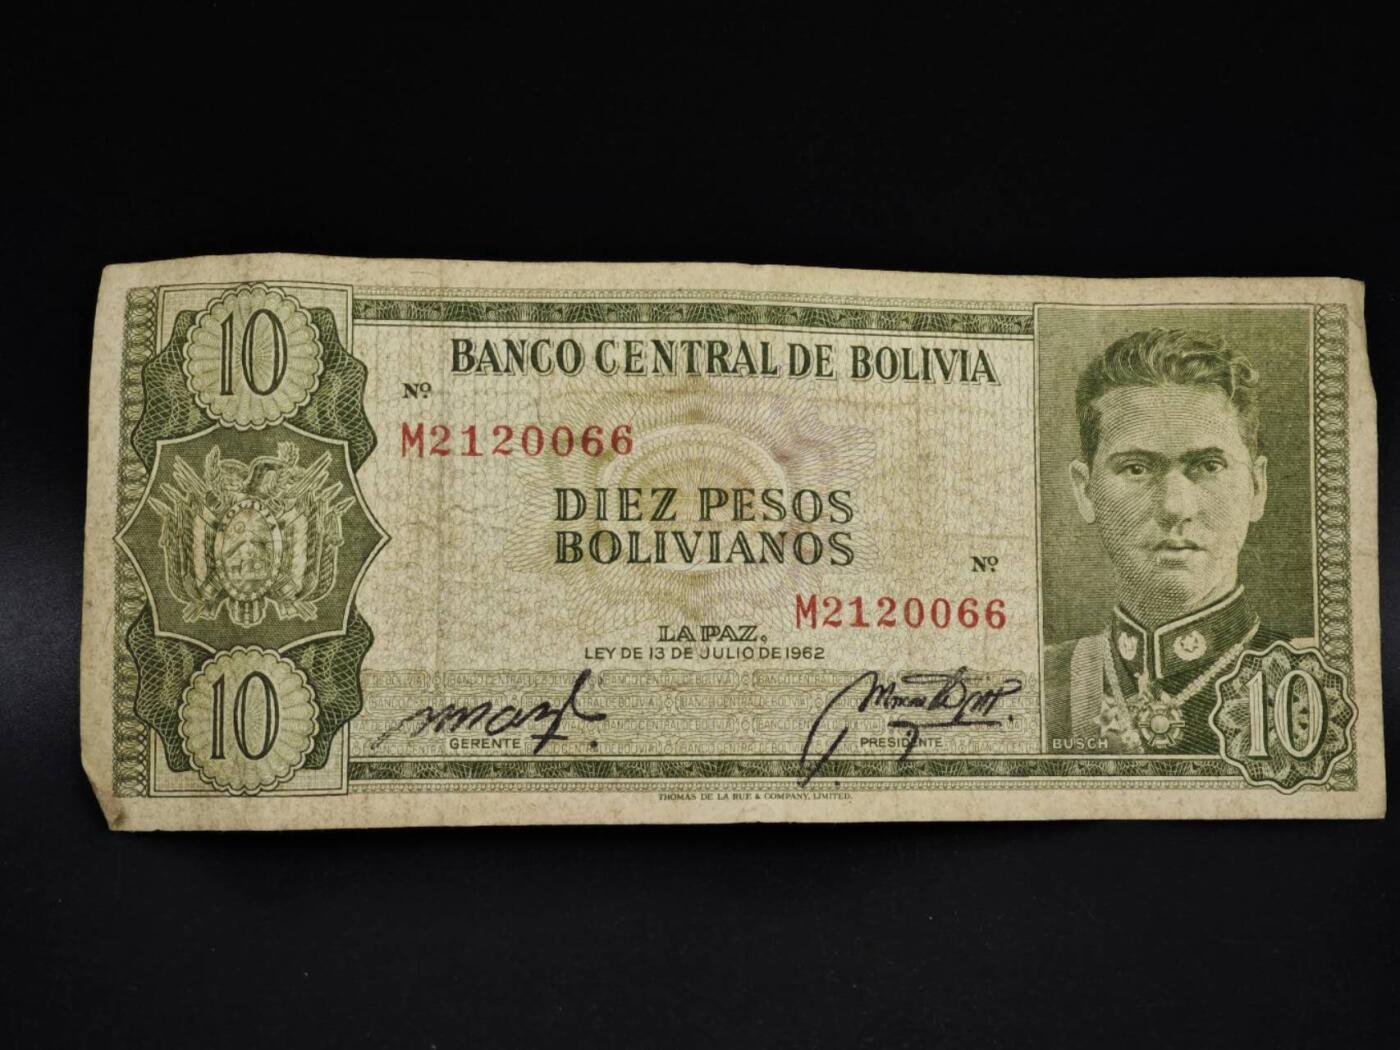 10
BANCO CENTRAL DE BOLIVIA
Nº
M2120066
DIEZ PESOS
BOLIVIANOS
Nº
M2120066
LA PAZ,
LEY DE 13 DE JULIO DE 1962
10
GERENTE
PRESIDENTE
BUSCH
10
THOMAS DE LA RUE & COMPANY, LIMITED.